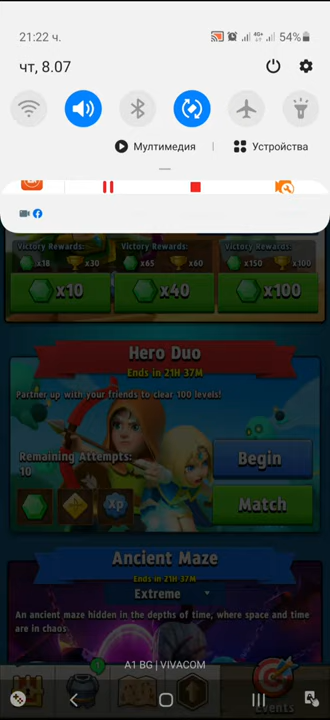 21:22 ч.
4G+
54%
чт, 8.07
Мултимедия
Устройства
Victory Rewards: Victory Rewards: Victory Rewards:
x18 x30 x65 x60 x150 x100
x10 x40 x100
Hero Duo
Ends in 21H 37M
Partner up with your friends to clear 100 levels!
Remaining Attempts:
10
Begin
Xp
Match
Ancient Maze
Ends in 21H 37M
Extreme
An ancient maze hidden in the depths of time, where space and time
are in chaos
1
A1 BG | VIVACOM
Events